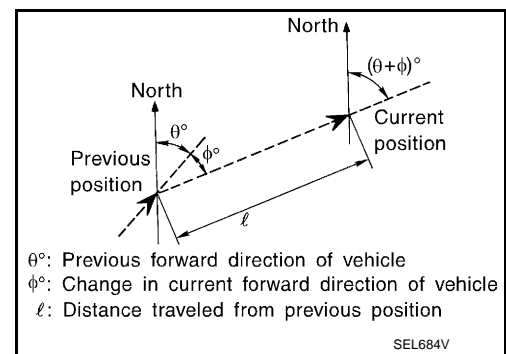 North
(θ+φ)°
North
θ°
φ°
Current
position
Previous
position
ℓ
θ°: Previous forward direction of vehicle
φ°: Change in current forward direction of vehicle
ℓ: Distance traveled from previous position
SEL684V